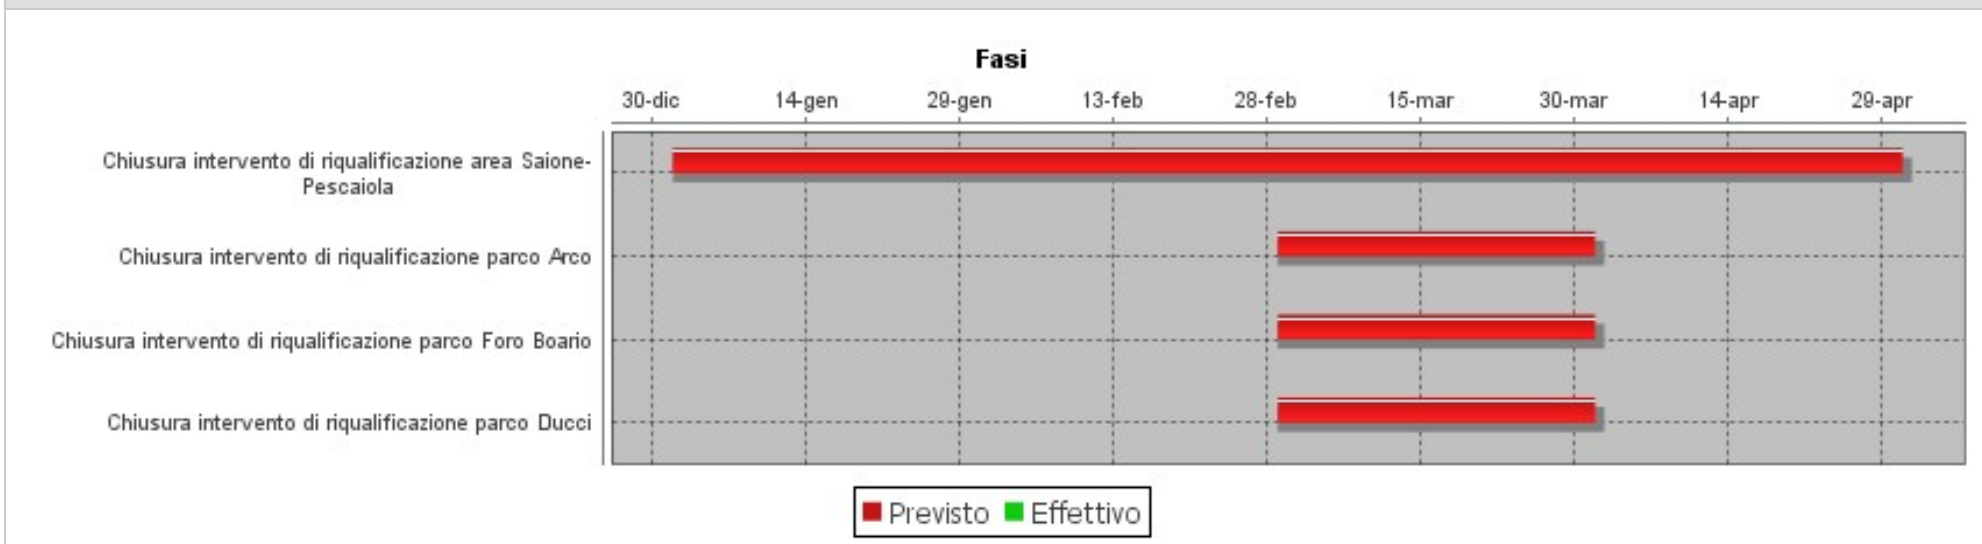 Fasi
30-dic 14-gen 29-gen 13-feb 28-feb 15-mar 30-mar 14-apr 29-apr
Chiusura intervento di riqualificazione area Saione-
Pescaiola
Chiusura intervento di riqualificazione parco Arco
Chiusura intervento di riqualificazione parco Foro Boario
Chiusura intervento di riqualificazione parco Ducci
Previsto Effettivo